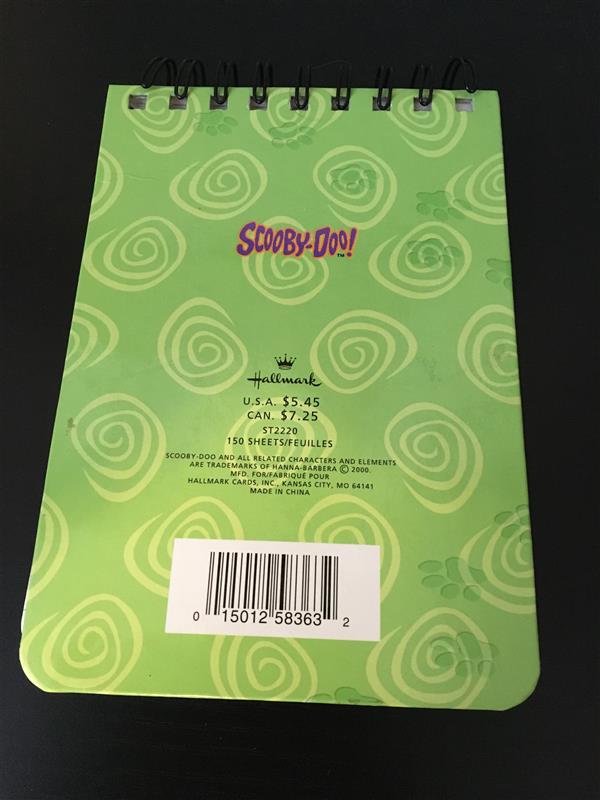 SCOOBY-DOO!™
Hallmark
U.S.A. $5.45
CAN. $7.25
ST2220
150 SHEETS/FEUILLES
SCOOBY-DOO AND ALL RELATED CHARACTERS AND ELEMENTS
ARE TRADEMARKS OF HANNA-BARBERA © 2000.
MFD. FOR/FABRIQUÉ POUR
HALLMARK CARDS, INC., KANSAS CITY, MO 64141
MADE IN CHINA
0 15012 58363 2